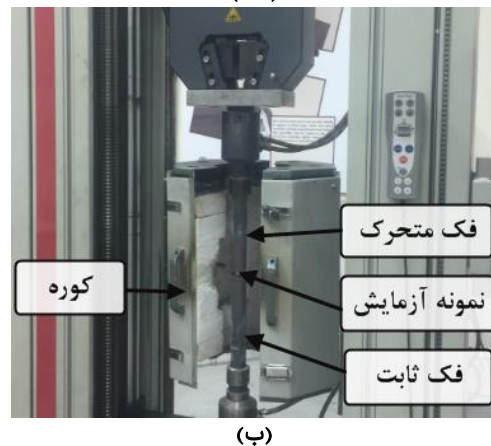 فک متحرک
نمونه آزمایش
کوره
فک ثابت
(ب)